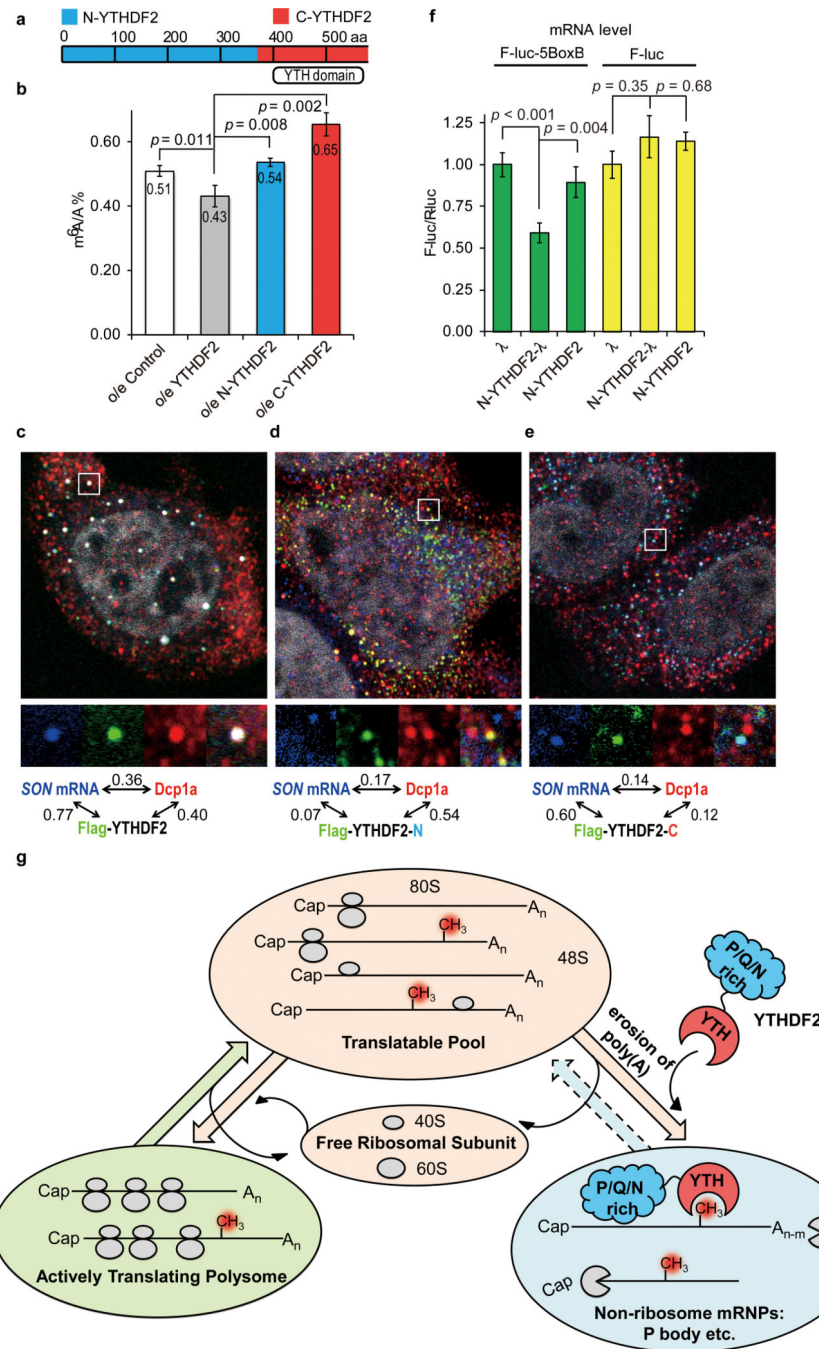 a
N-YTHDF2
C-YTHDF2
0 100 200 300 400 500 aa
YTH domain
b
m6A/A %
0.60
0.40
0.20
0.00
p = 0.002
p = 0.011
p = 0.008
0.51
0.43
0.54
0.65
o/e Control
o/e YTHDF2
o/e N-YTHDF2
o/e C-YTHDF2
f
mRNA level
F-luc-5BoxB
F-luc
p = 0.35
p = 0.68
p < 0.001
p = 0.004
F-luc/R-luc
1.25
1.00
0.75
0.50
0.25
0.00
λ
N-YTHDF2-λ
N-YTHDF2
λ
N-YTHDF2-λ
N-YTHDF2
c
d
e
0.36
SON mRNA Dcp1a
0.77 0.40
Flag-YTHDF2
0.17
SON mRNA Dcp1a
0.07 0.54
Flag-YTHDF2-N
0.14
SON mRNA Dcp1a
0.60 0.12
Flag-YTHDF2-C
g
80S
Cap An
CH3
Cap An
48S
Cap An
CH3
Cap An
Translatable Pool
P/Q/N
rich
YTH
YTHDF2
erosion of
poly(A)
40S
Free Ribosomal Subunit
60S
Cap An
CH3
Cap An
Actively Translating Polysome
P/Q/N
rich
YTH
CH3
Cap An-m
CH3
Cap
Non-ribosome mRNPs:
P body etc.